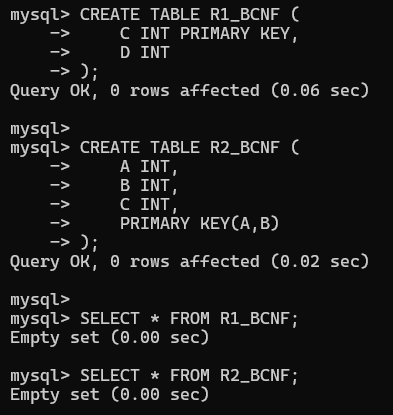 mysql> CREATE TABLE R1_BCNF (
    ->     C INT PRIMARY KEY,
    ->     D INT
    -> );
Query OK, 0 rows affected (0.06 sec)

mysql>
mysql> CREATE TABLE R2_BCNF (
    ->     A INT,
    ->     B INT,
    ->     C INT,
    ->     PRIMARY KEY(A,B)
    -> );
Query OK, 0 rows affected (0.02 sec)

mysql>
mysql> SELECT * FROM R1_BCNF;
Empty set (0.00 sec)

mysql> SELECT * FROM R2_BCNF;
Empty set (0.00 sec)